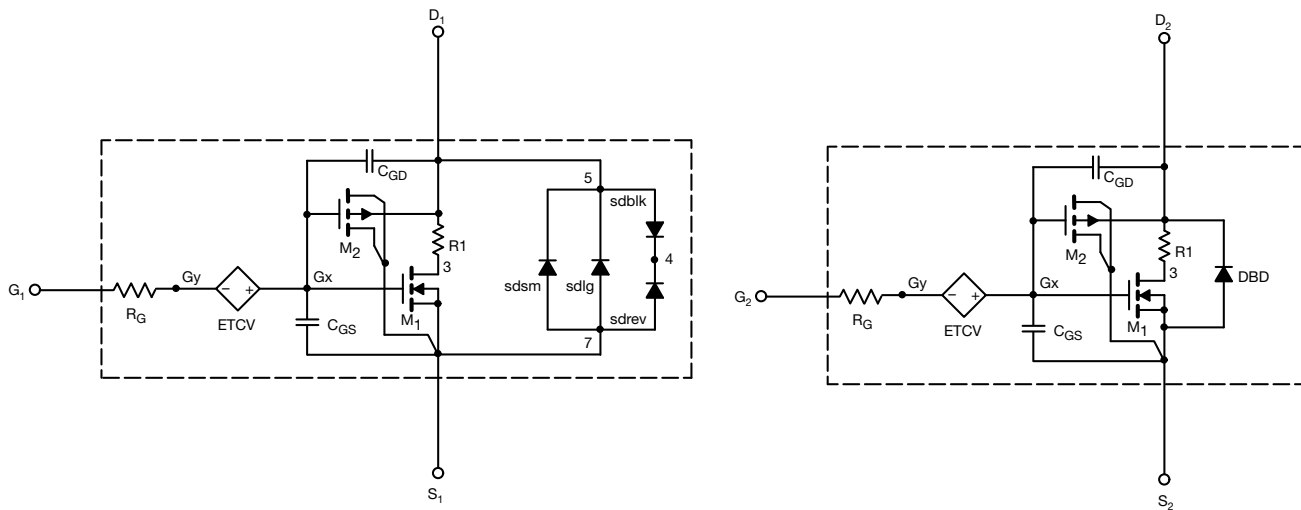 D1
CGD
5
sdblk
M2
R1
3
4
sdsm
sdlg
G1
Gy
Gx
− +
RG
ETCV
CGS
M1
sdrev
7
S1
D2
CGD
M2
R1
3
DBD
G2
Gy
Gx
− +
RG
ETCV
CGS
M1
S2